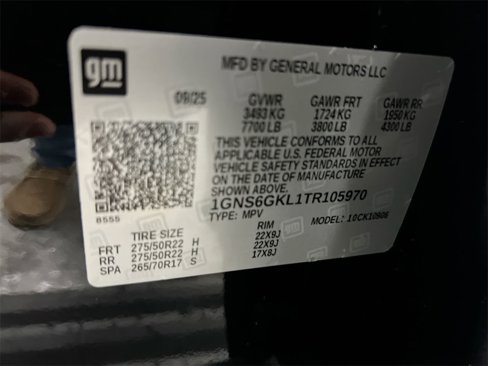 gm
MFD BY GENERAL MOTORS LLC
09/25 GVWR GAWR FRT GAWR RR
3493 KG 1724 KG 1950 KG
7700 LB 3800 LB 4300 LB
THIS VEHICLE CONFORMS TO ALL
APPLICABLE U.S. FEDERAL MOTOR
VEHICLE SAFETY STANDARDS IN EFFECT
ON THE DATE OF MANUFACTURE
SHOWN ABOVE.
1GNS6GKL1TR105970
8555
TYPE: MPV MODEL: 10CK10906
TIRE SIZE RIM
FRT 275/50R22 H 22X9J
RR 275/50R22 H 22X9J
SPA 265/70R17 S 17X8J